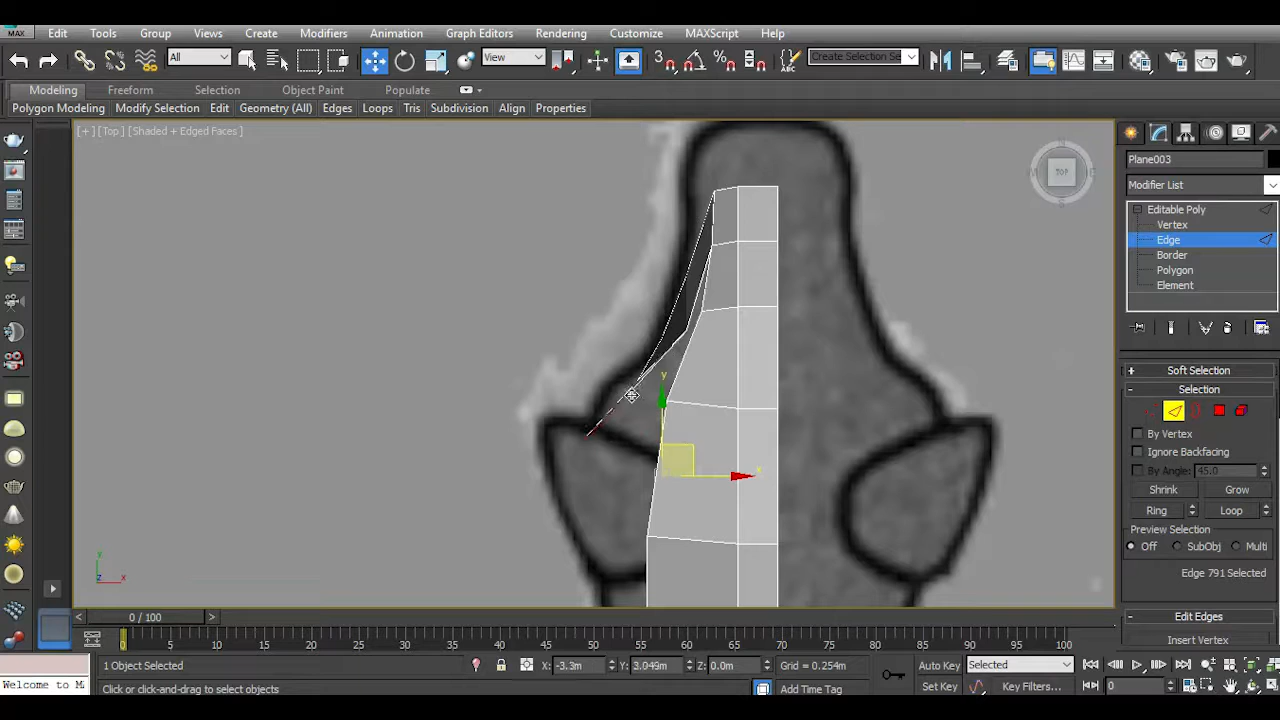 MAX Edit Tools Group Views Create Modifiers Animation Graph Editors Rendering Customize MAXScript Help
All View Create Selection Se
Modeling Freeform Selection Object Paint Populate
Polygon Modeling Modify Selection Edit Geometry (All) Edges Loops Tris Subdivision Align Properties
[+] [Top] [Shaded + Edged Faces]
TOP
Plane003
Modifier List
Editable Poly
Vertex
Edge
Border
Polygon
Element
Soft Selection
Selection
By Vertex
Ignore Backfacing
By Angle: 45.0
Shrink Grow
Ring Loop
Preview Selection
Off SubObj Multi
Edge 791 Selected
Edit Edges
Insert Vertex
y
x
y
z x
0 / 100
0 5 10 15 20 25 30 35 40 45 50 55 60 65 70 75 80 85 90 95 100
1 Object Selected X: -3.3m Y: 3.049m Z: 0.0m Grid = 0.254m Auto Key Selected
Welcome to M Click or click-and-drag to select objects Add Time Tag Set Key Key Filters... 0